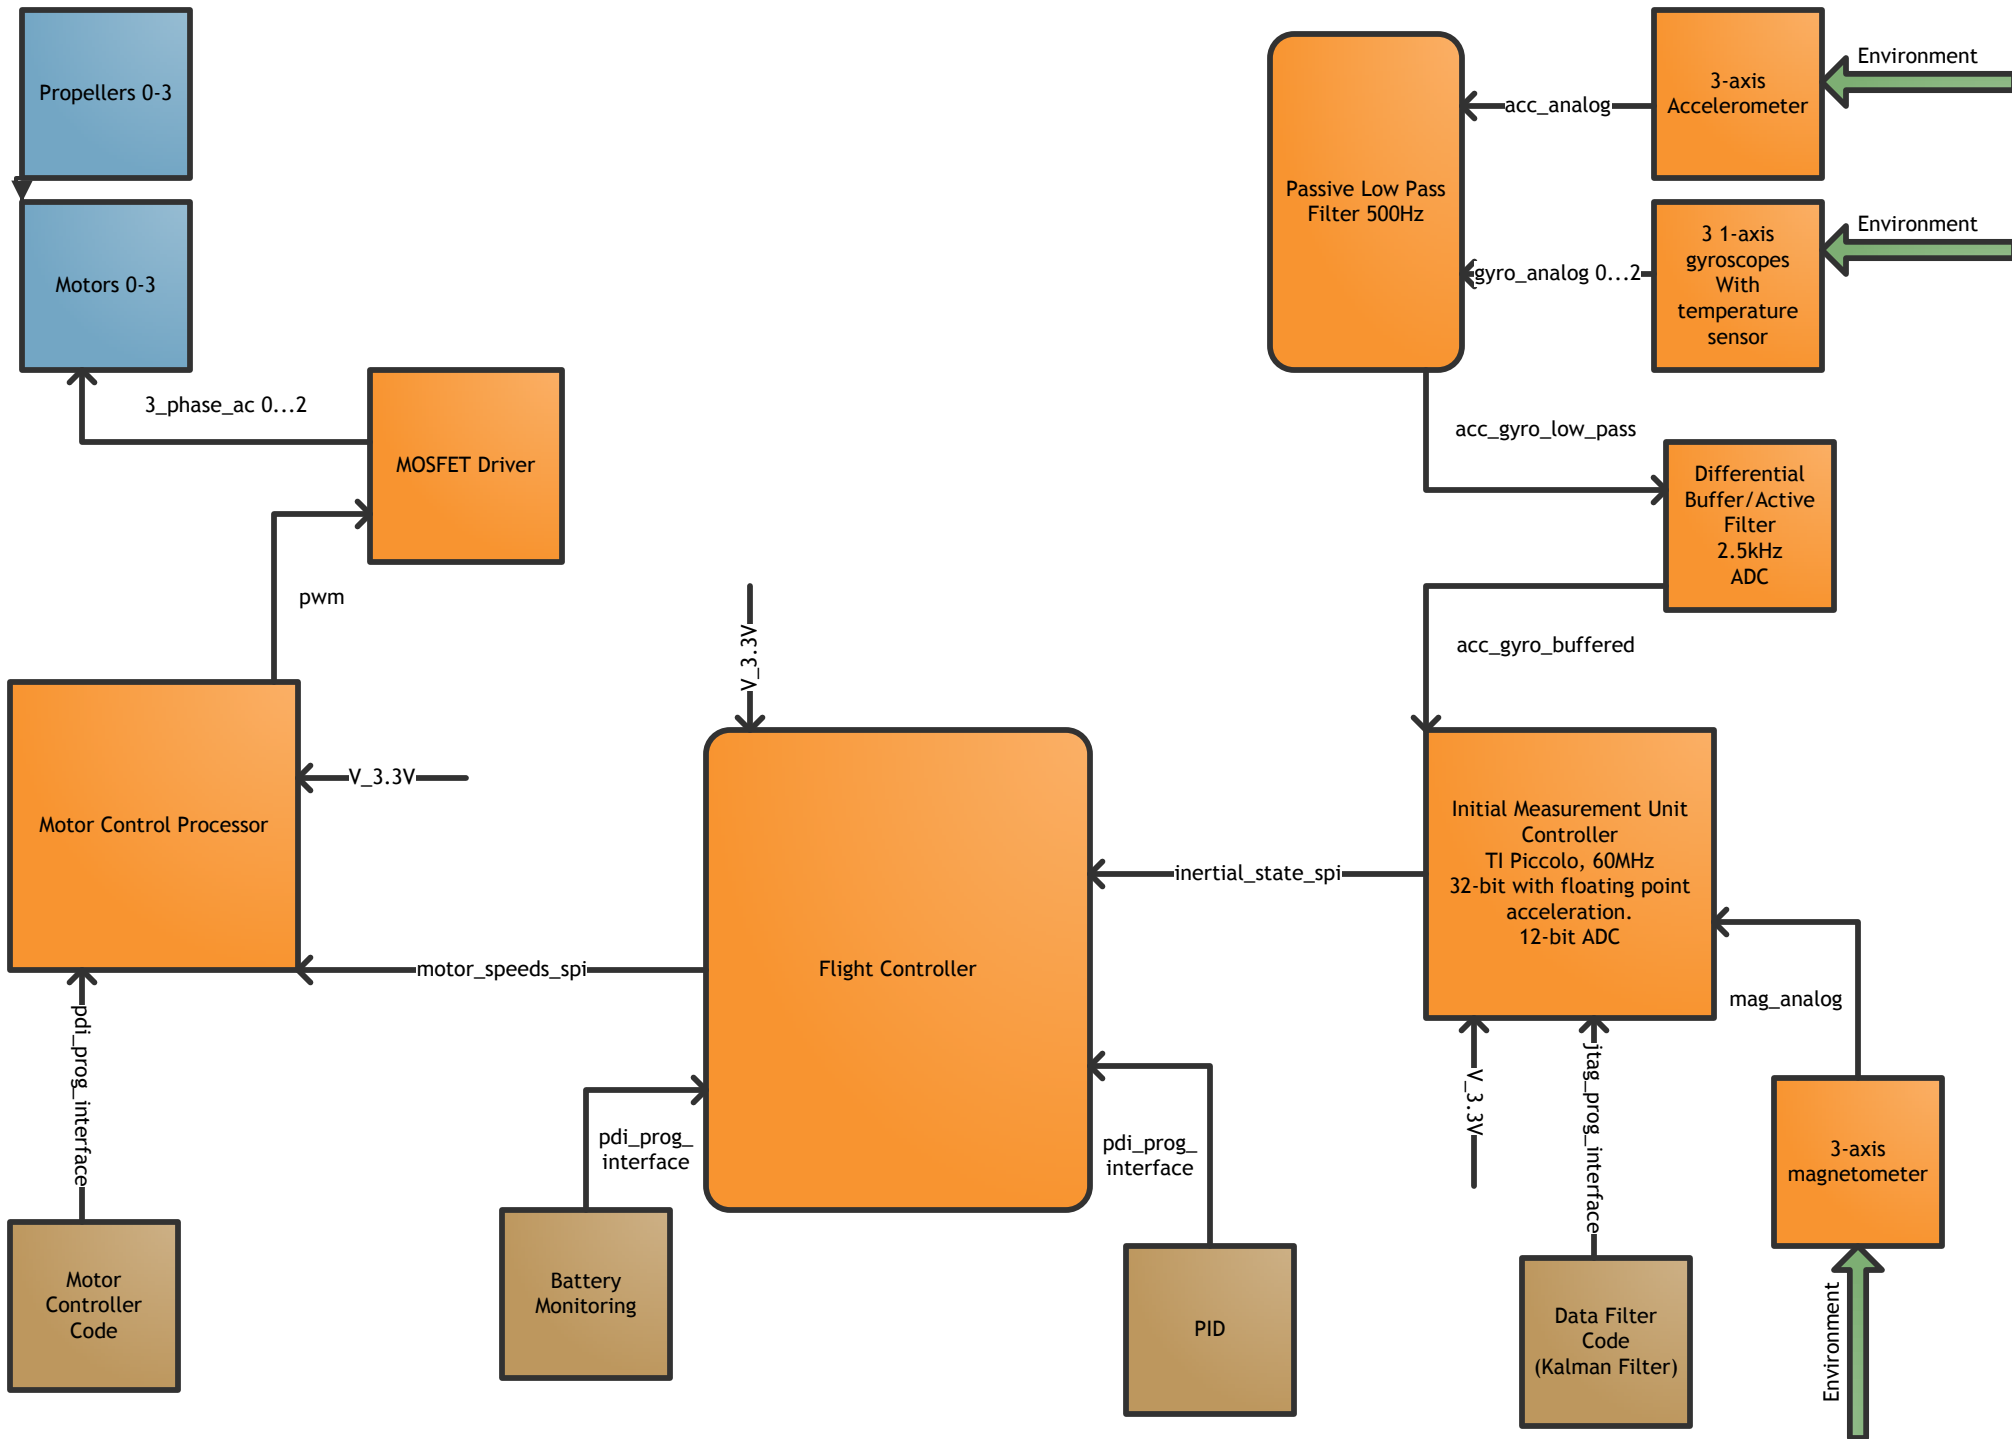 Propellers 0-3
Motors 0-3
3_phase_ac 0...2
MOSFET Driver
pwm
Motor Control Processor
V_3.3V
motor_speeds_spi
pdi_prog_interface
Motor
Controller
Code
V_3.3V
Flight Controller
pdi_prog_
interface
Battery
Monitoring
pdi_prog_
interface
PID
inertial_state_spi
Passive Low Pass
Filter 500Hz
acc_analog
3-axis
Accelerometer
Environment
gyro_analog 0...2
3 1-axis
gyroscopes
With
temperature
sensor
Environment
acc_gyro_low_pass
Differential
Buffer/Active
Filter
2.5kHz
ADC
acc_gyro_buffered
Initial Measurement Unit
Controller
TI Piccolo, 60MHz
32-bit with floating point
acceleration.
12-bit ADC
mag_analog
V_3.3V
jtag_prog_interface
3-axis
magnetometer
Data Filter
Code
(Kalman Filter)
Environment